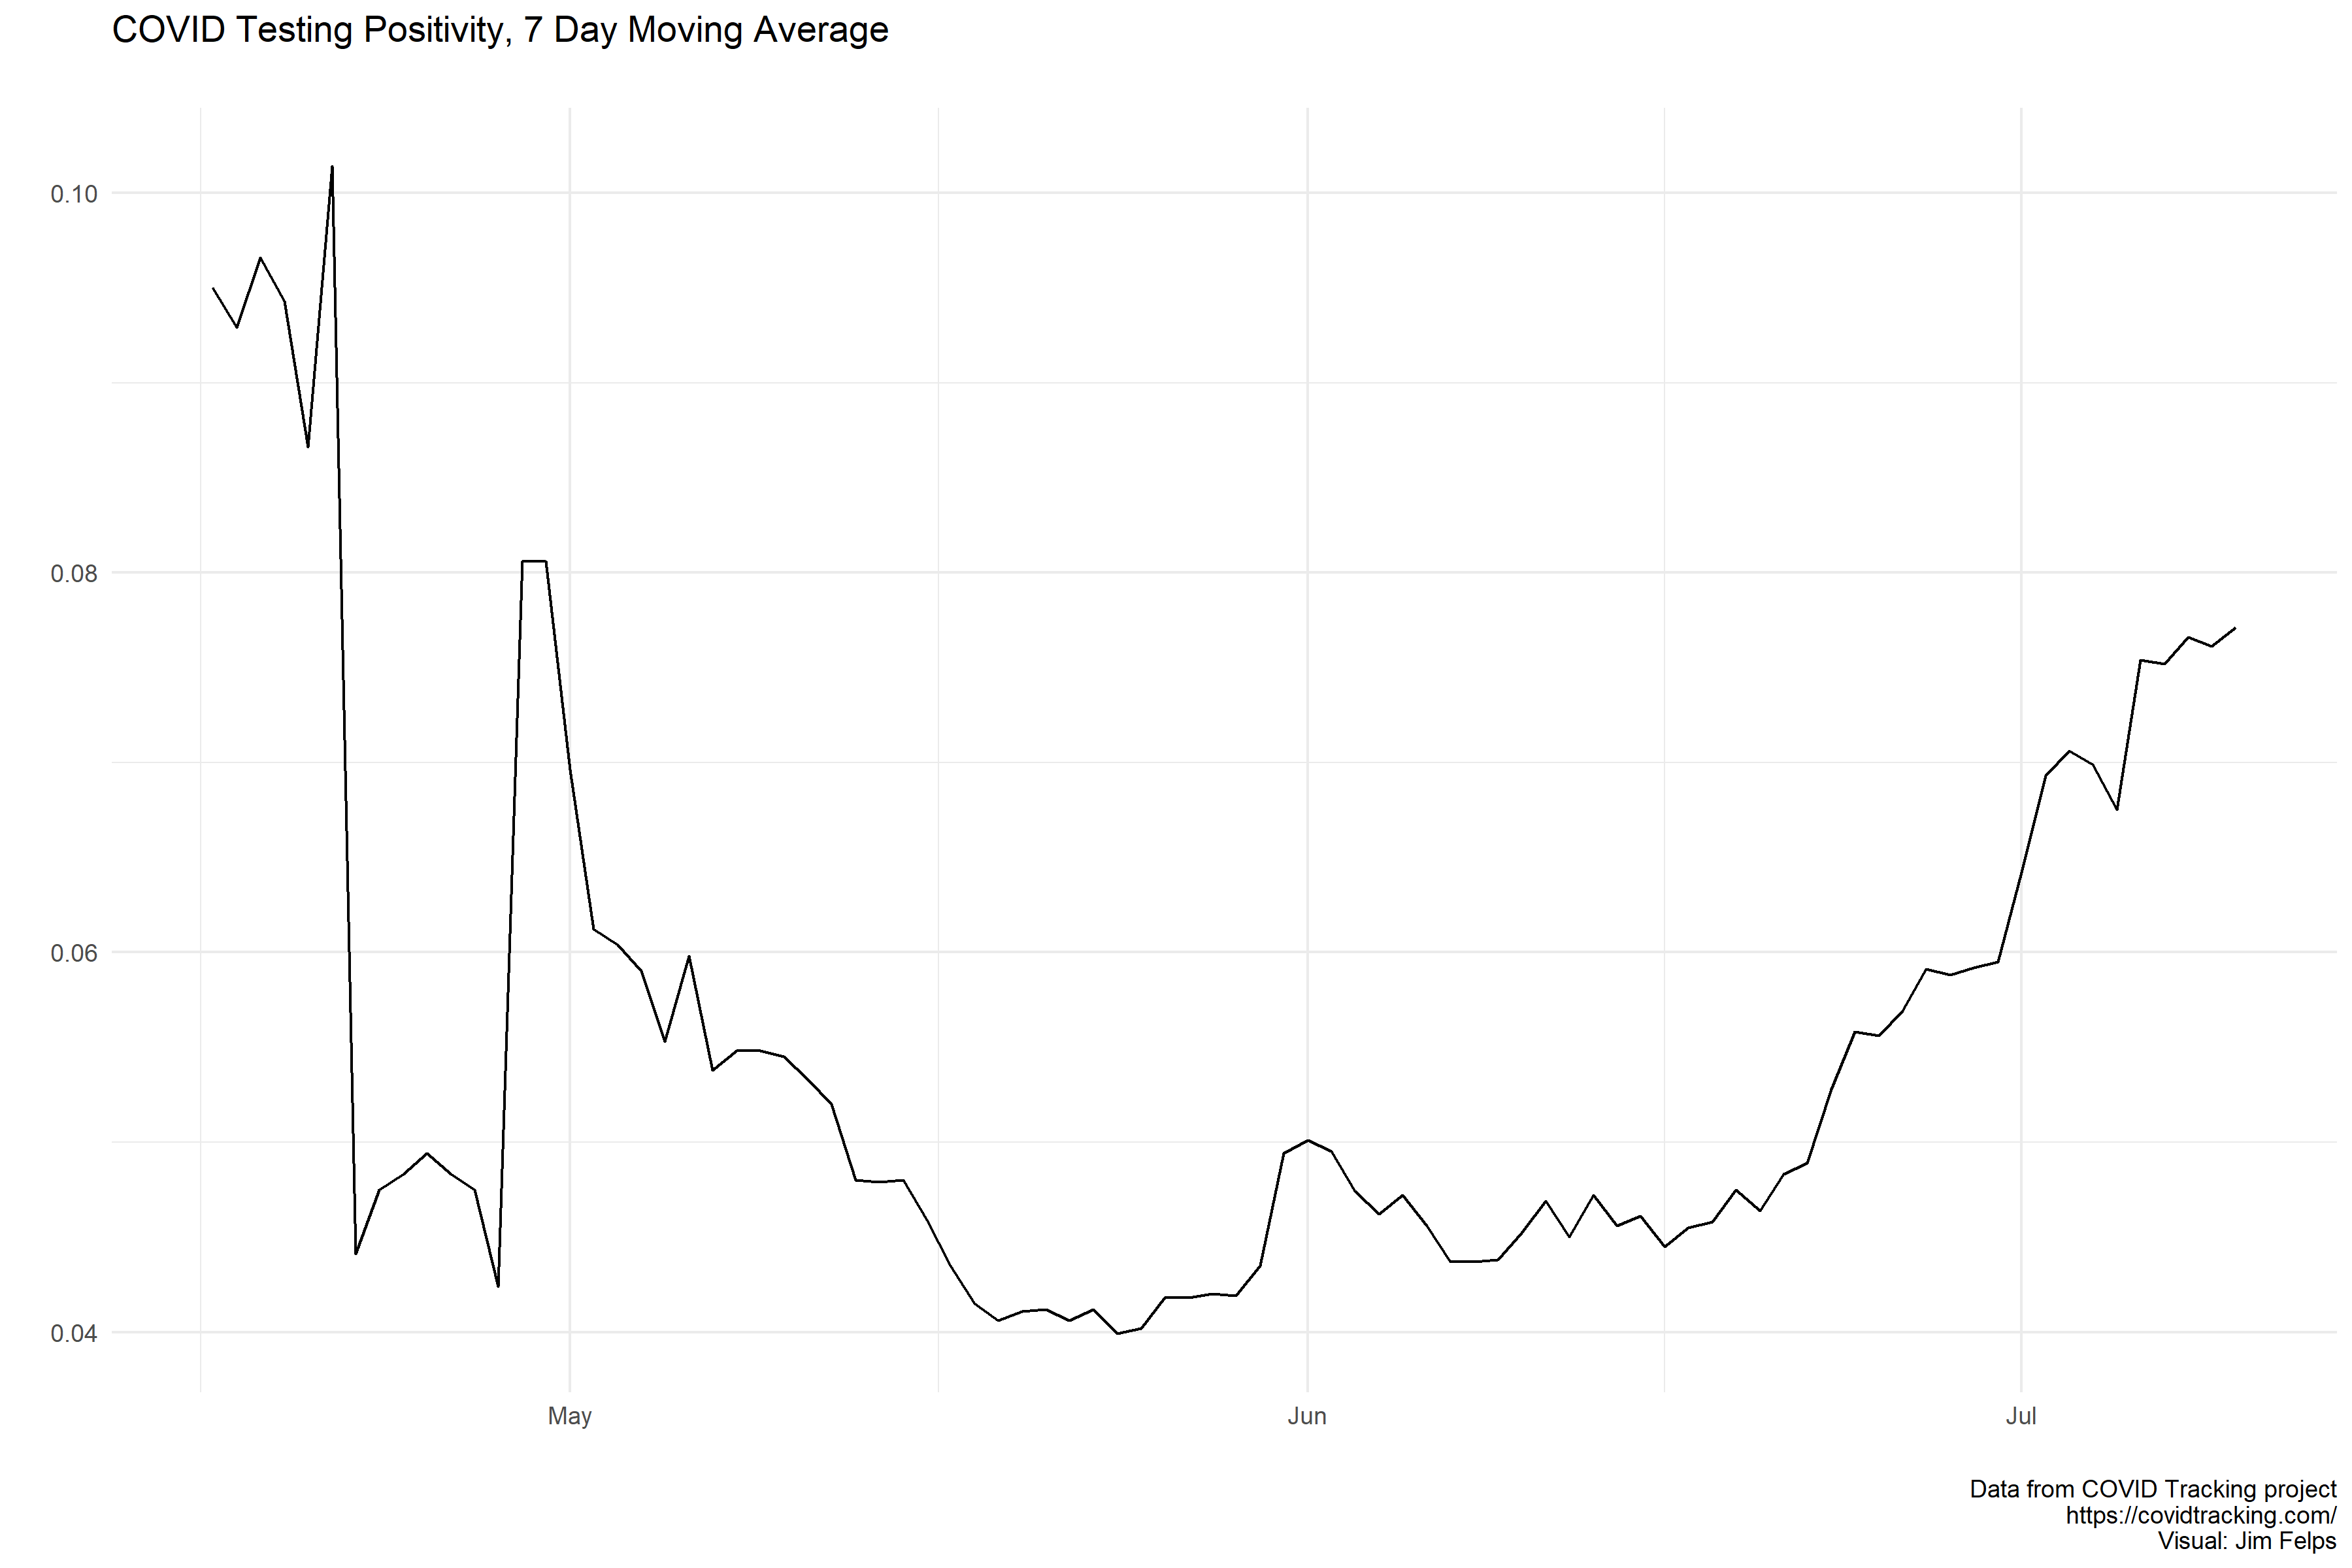 COVID Testing Positivity, 7 Day Moving Average
0.10
0.08
0.06
0.04
May
Jun
Jul
Data from COVID Tracking project
https://covidtracking.com/
Visual: Jim Felps